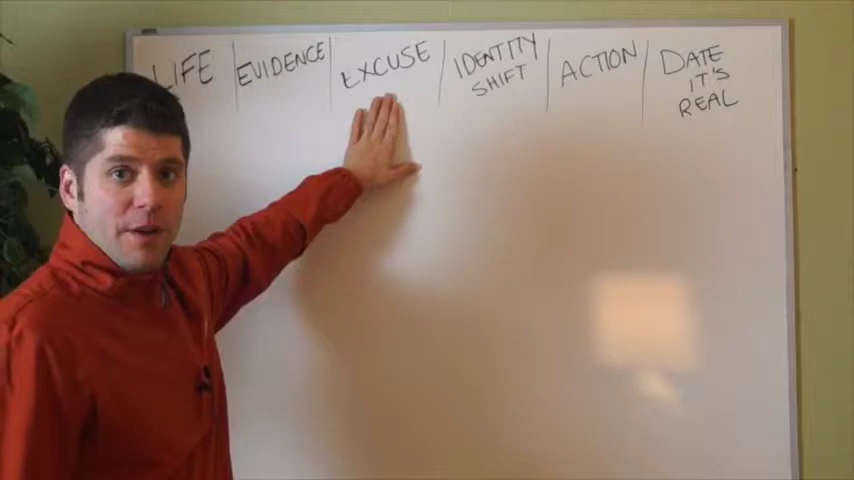 LIFE
EVIDENCE
EXCUSE
IDENTITY
SHIFT
ACTION
DATE
IT'S
REAL